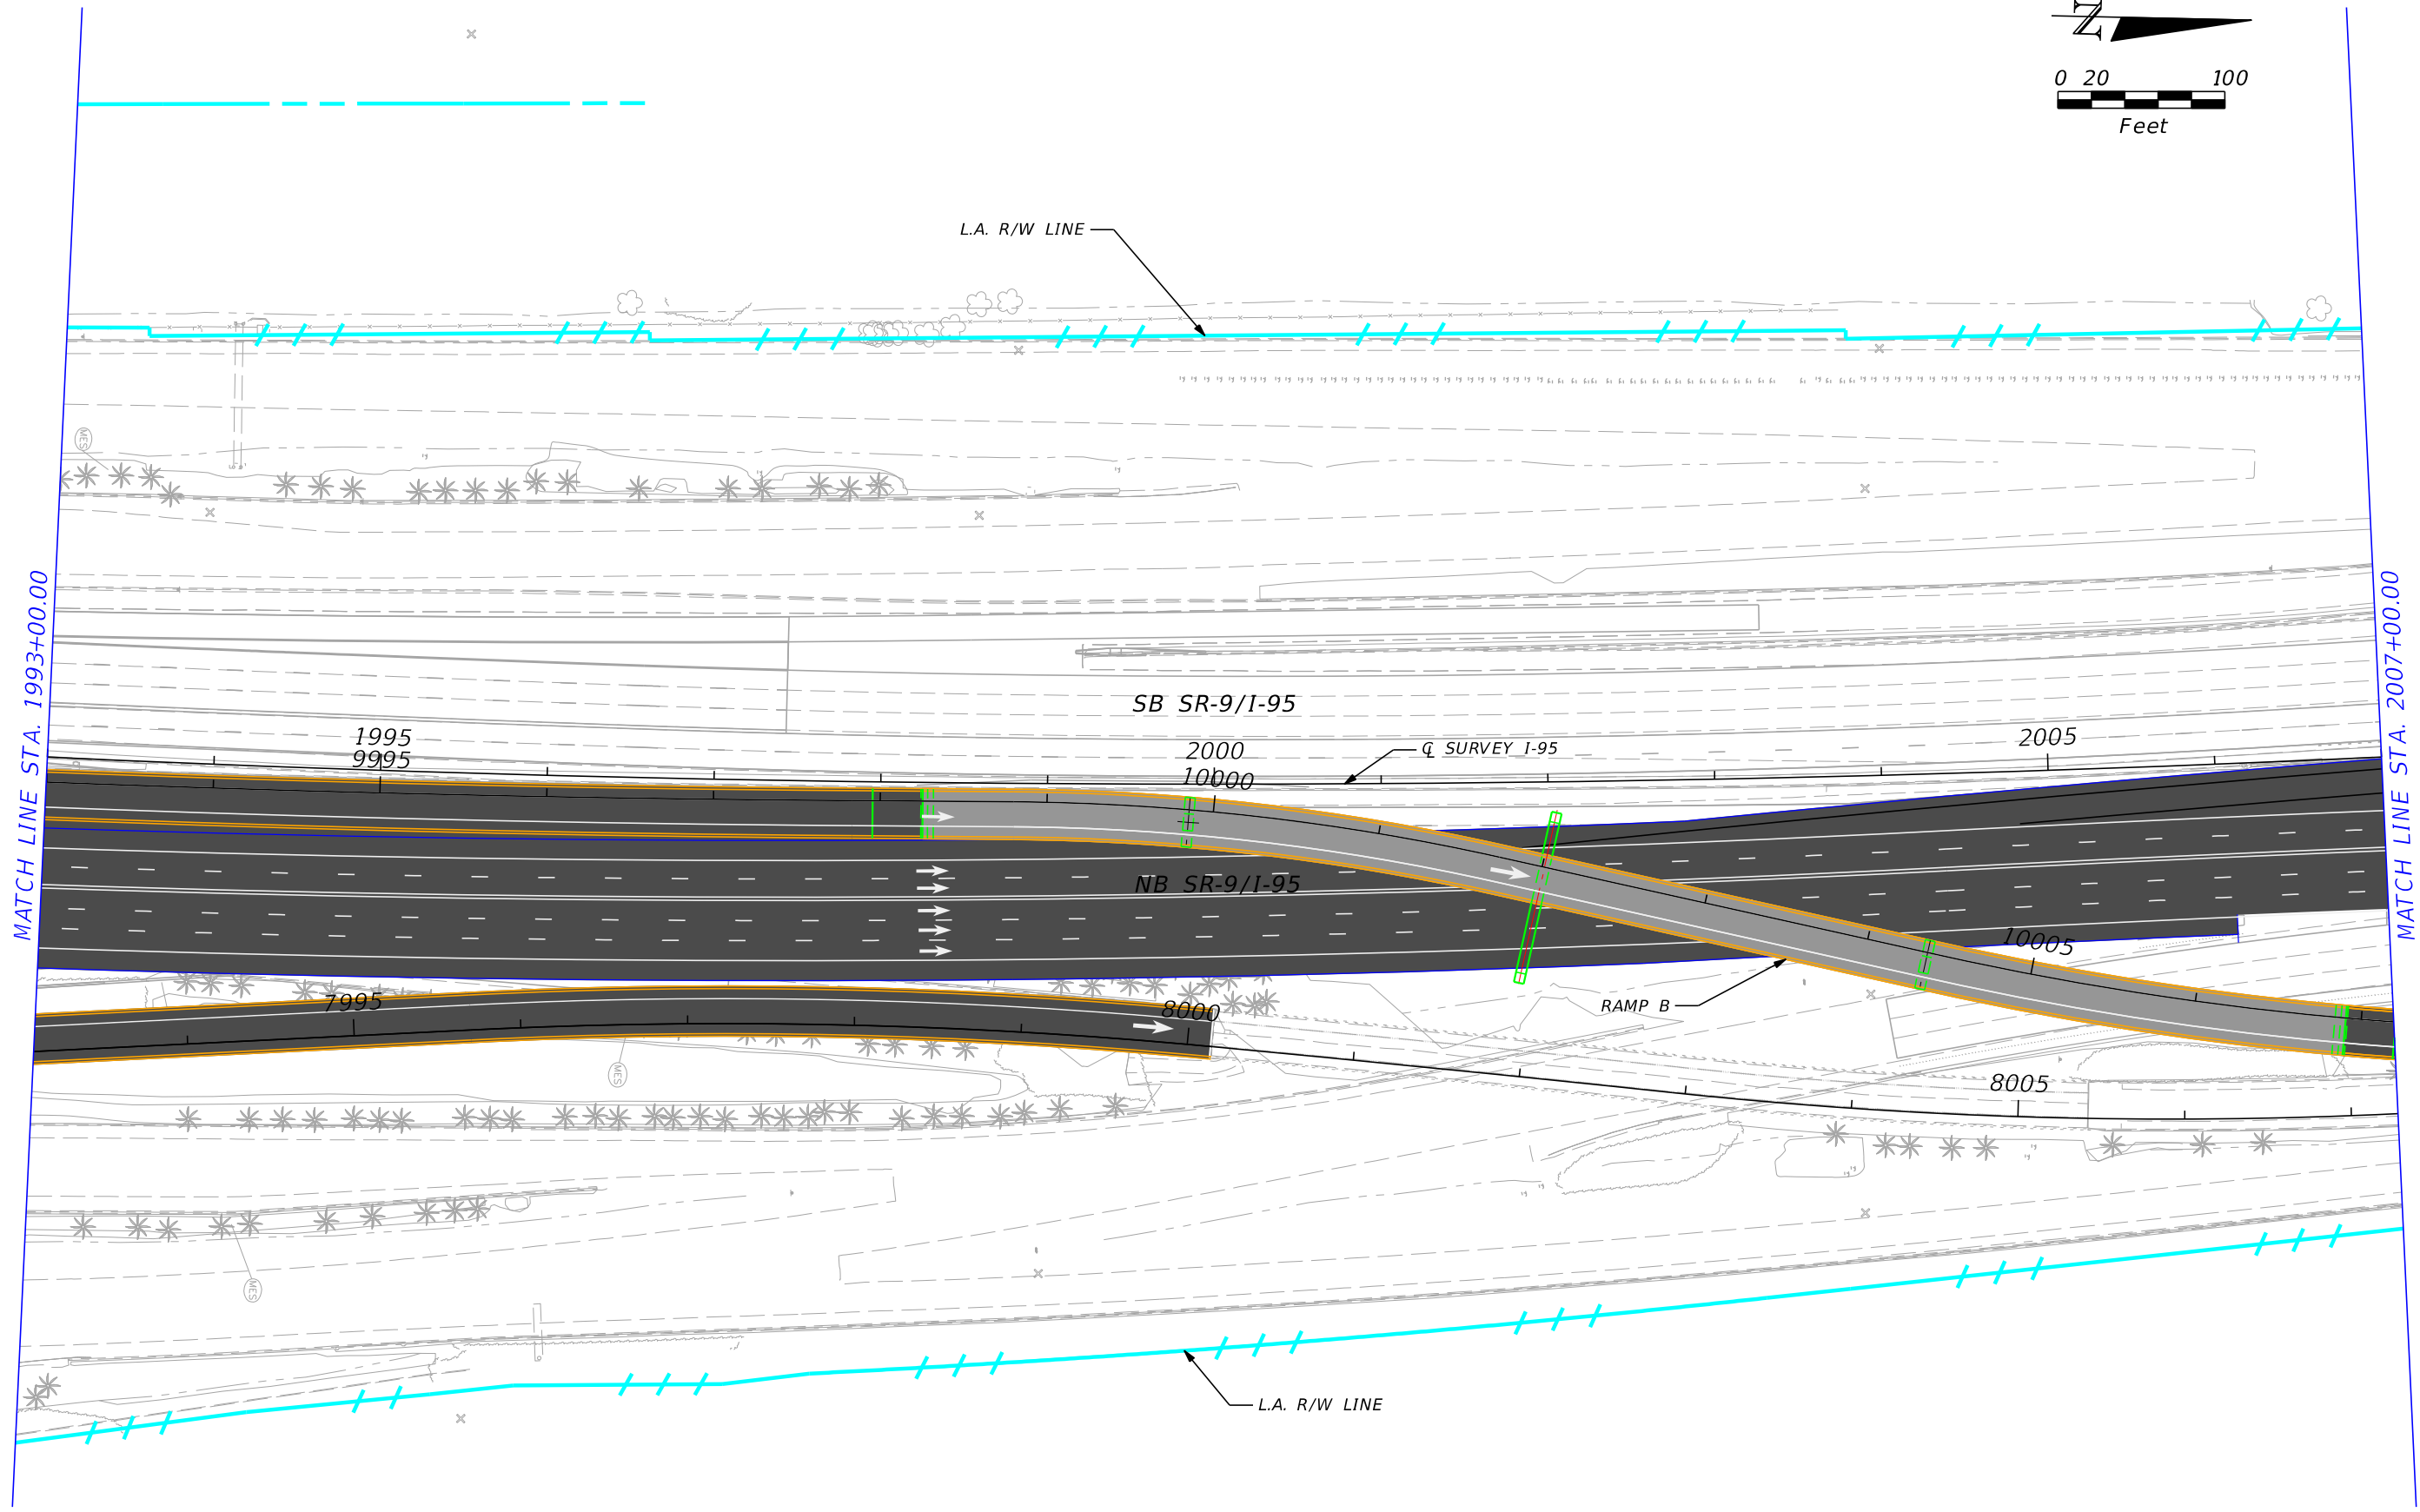 N
0 20 100
Feet
L.A. R/W LINE
MES
MATCH LINE STA. 1993+00.00
MATCH LINE STA. 2007+00.00
SB SR-9/I-95
1995
2000
2005
℄ SURVEY I-95
9995
10000
NB SR-9/I-95
10005
7995
8000
RAMP B
MES
8005
MES
L.A. R/W LINE